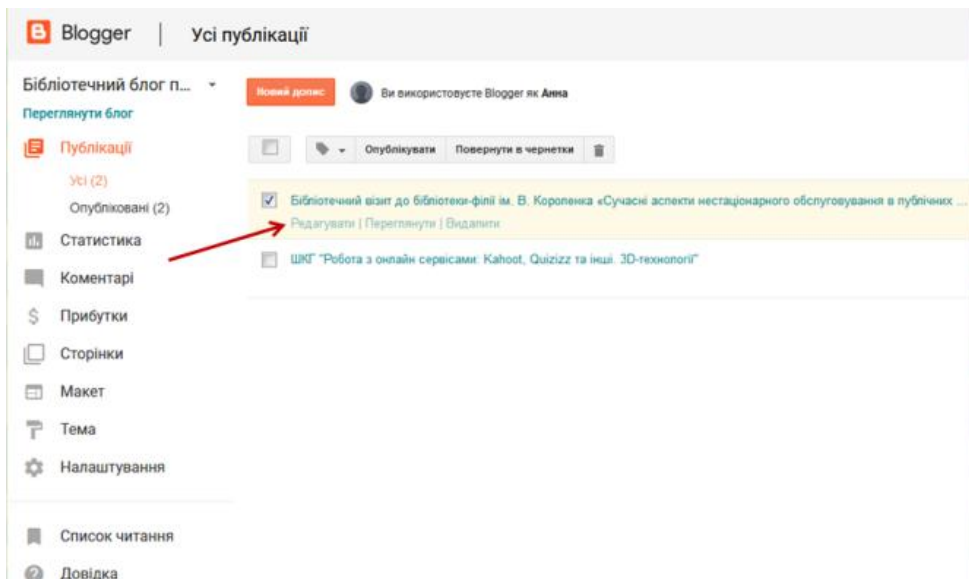 Blogger | Усі публікації
Бібліотечний блог п...
Переглянути блог
Новий допис
Ви використовуєте Blogger як Анна
Публікації
Усі (2)
Опубліковані (2)
Статистика
Коментарі
Прибутки
Сторінки
Макет
Тема
Налаштування
Список читання
Довідка
Опублікувати Повернути в чернетки
Бібліотечний візит до бібліотеки-філії ім. В. Короленка «Сучасні аспекти нестаціонарного обслуговування в публічних ...
Редагувати | Переглянути | Видалити
ШКГ "Робота з онлайн сервісами: Kahoot, Quizizz та інші. 3D-технології"